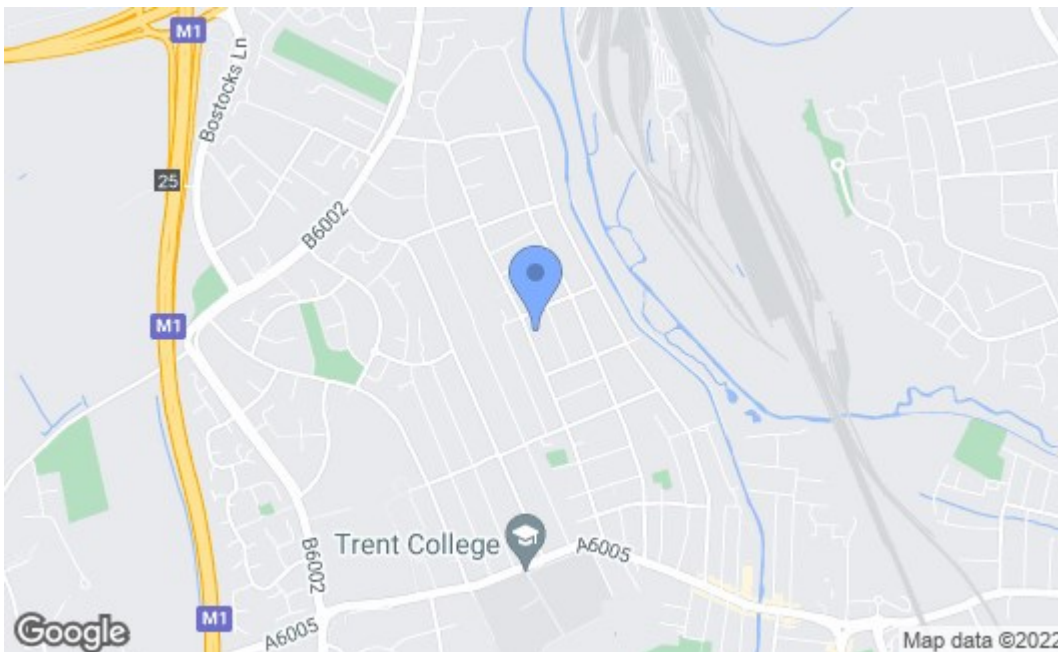 M1
Bostocks Ln
25
B6002
M1
B6002
Trent College
A6005
M1
A6005
Google
Map data ©2022